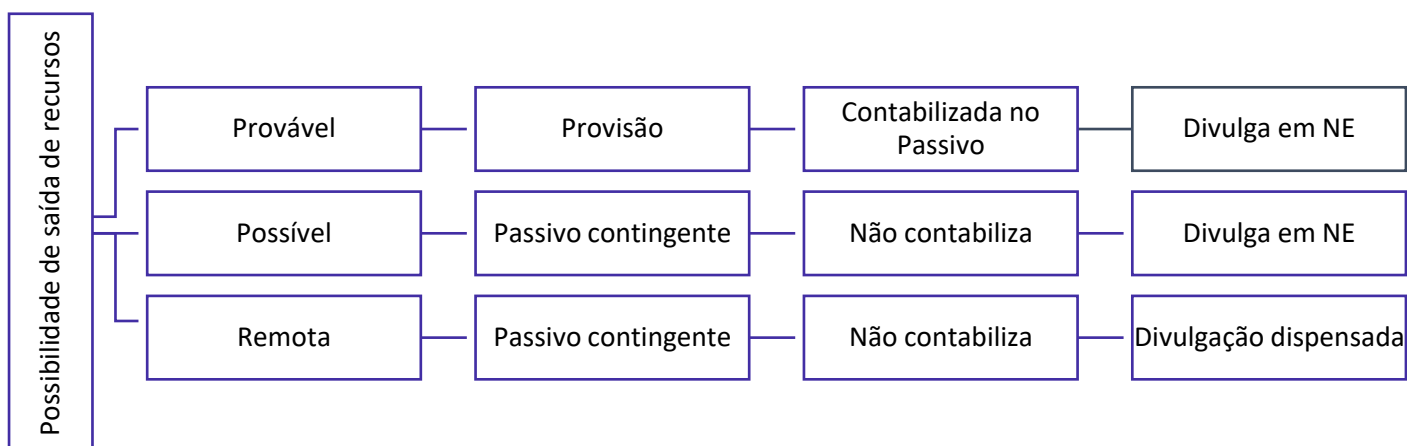 Possibilidade de saída de recursos
Provável
Provisão
Contabilizada no
Passivo
Divulga em NE
Possível
Passivo contingente
Não contabiliza
Divulga em NE
Remota
Passivo contingente
Não contabiliza
Divulgação dispensada